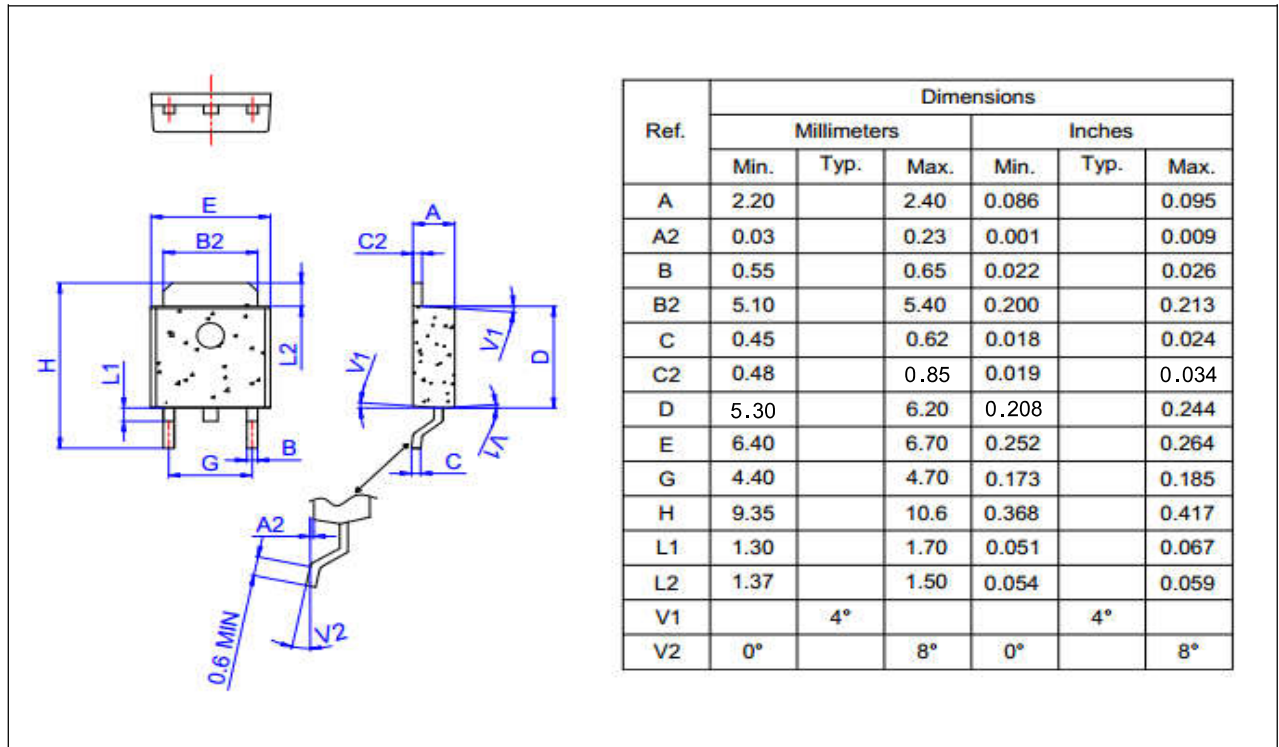 E
B2
H
L1
L2
G
B
A
C2
V1
V1
D
V1
C
A2
0.6 MIN
V2
Ref. Dimensions
Millimeters Inches
Min. Typ. Max. Min. Typ. Max.
A 2.20 2.40 0.086 0.095
A2 0.03 0.23 0.001 0.009
B 0.55 0.65 0.022 0.026
B2 5.10 5.40 0.200 0.213
C 0.45 0.62 0.018 0.024
C2 0.48 0.85 0.019 0.034
D 5.30 6.20 0.208 0.244
E 6.40 6.70 0.252 0.264
G 4.40 4.70 0.173 0.185
H 9.35 10.6 0.368 0.417
L1 1.30 1.70 0.051 0.067
L2 1.37 1.50 0.054 0.059
V1 4° 4°
V2 0° 8° 0° 8°